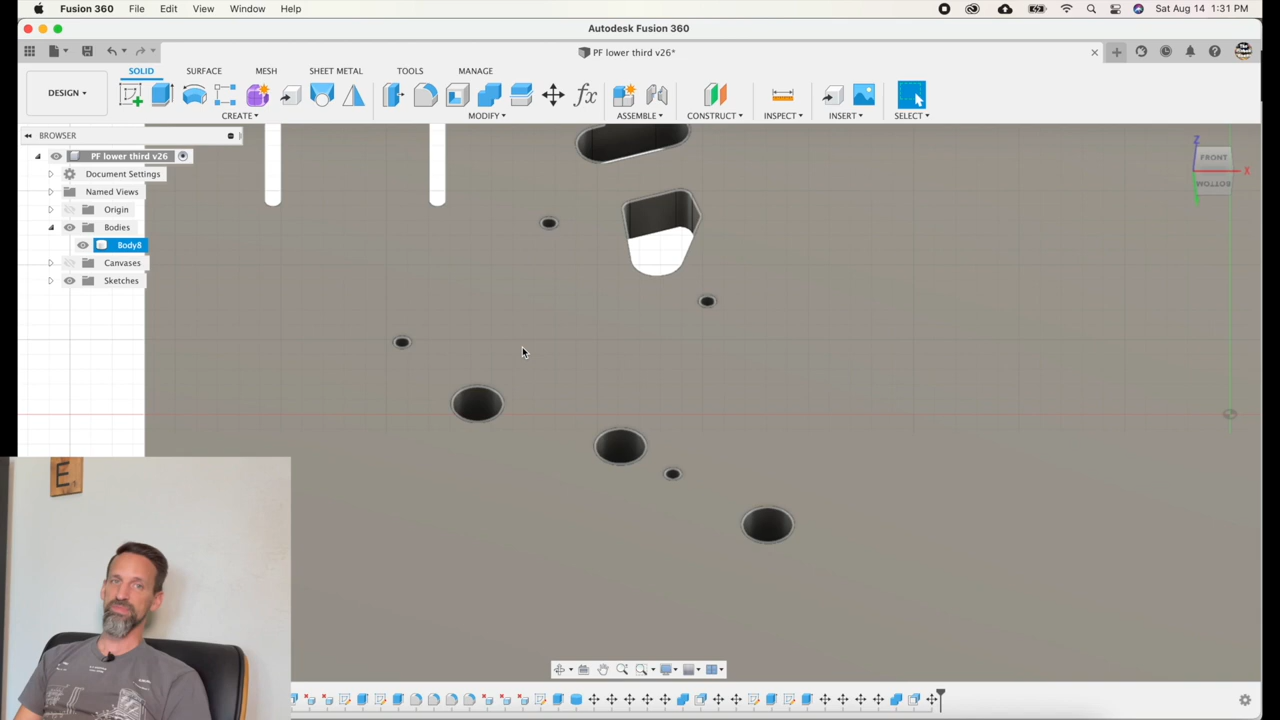 Fusion 360 File Edit View Window Help Sat Aug 14 1:31 PM
Autodesk Fusion 360
PF lower third v26*
SOLID SURFACE MESH SHEET METAL TOOLS MANAGE
DESIGN
CREATE MODIFY ASSEMBLE CONSTRUCT INSPECT INSERT SELECT
BROWSER
PF lower third v26
Document Settings
Named Views
Origin
Bodies
Body8
Canvases
Sketches
Z
FRONT
X
BOTTOM
E